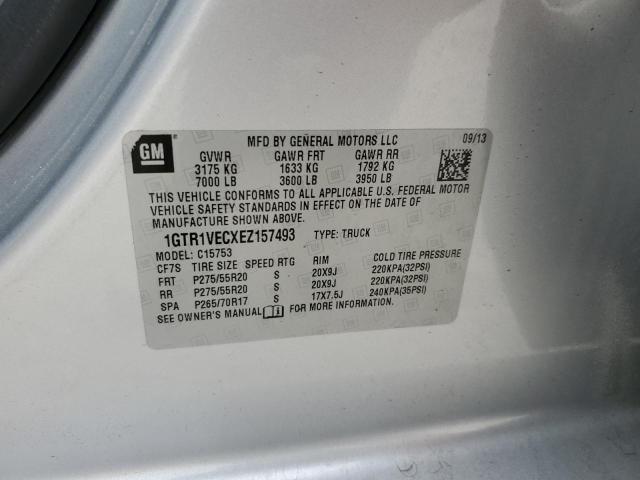 GM
MFD BY GENERAL MOTORS LLC 09/13
GVWR GAWR FRT GAWR RR
3175 KG 1633 KG 1792 KG
7000 LB 3600 LB 3950 LB
THIS VEHICLE CONFORMS TO ALL APPLICABLE U.S. FEDERAL MOTOR
VEHICLE SAFETY STANDARDS IN EFFECT ON THE DATE OF
MANUFACTURE SHOWN ABOVE.
1GTR1VECXEZ157493 TYPE: TRUCK
MODEL: C15753
CF7S TIRE SIZE SPEED RTG RIM COLD TIRE PRESSURE
FRT P275/55R20 S 20X9J 220KPA(32PSI)
RR P275/55R20 S 20X9J 220KPA(32PSI)
SPA P265/70R17 S 17X7.5J 240KPA(35PSI)
SEE OWNER'S MANUAL FOR MORE INFORMATION.